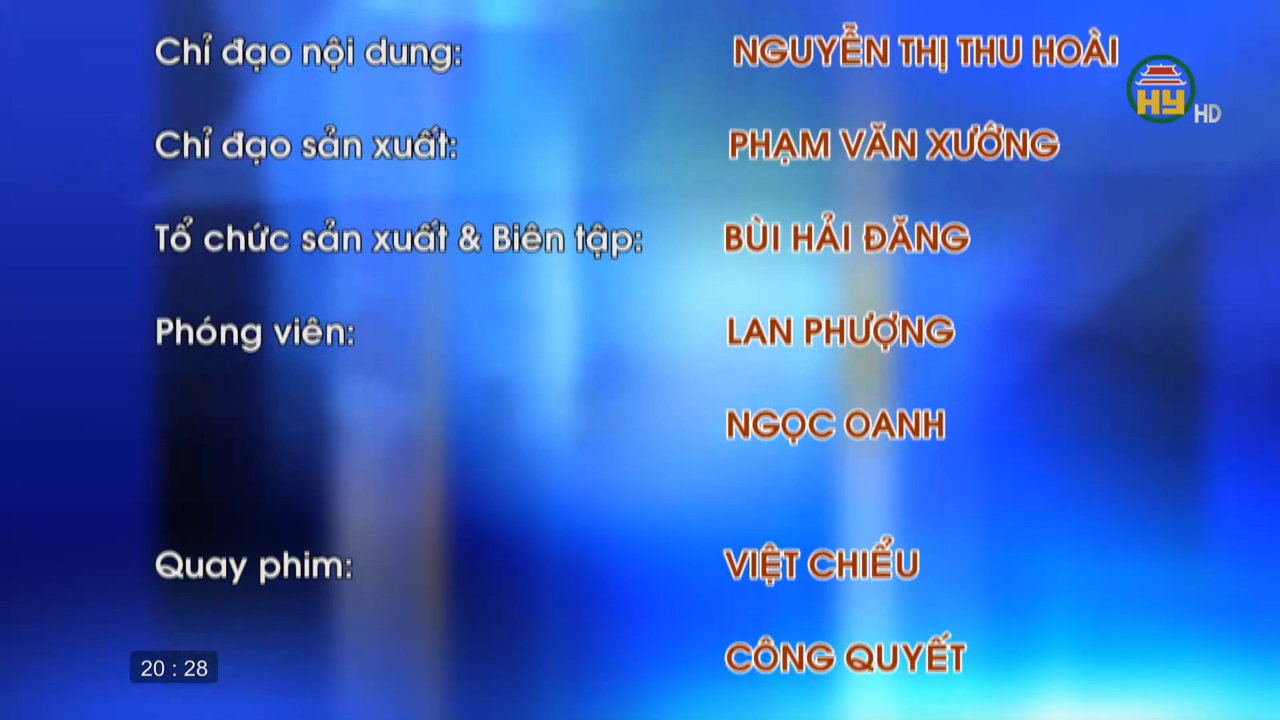 Chỉ đạo nội dung: NGUYỄN THỊ THU HOÀI
HY HD
Chỉ đạo sản xuất: PHẠM VĂN XƯỚNG
Tổ chức sản xuất & Biên tập: BÙI HẢI ĐĂNG
Phóng viên: LAN PHƯỢNG
NGỌC OANH
Quay phim: VIỆT CHIỂU
CÔNG QUYẾT
20 : 28